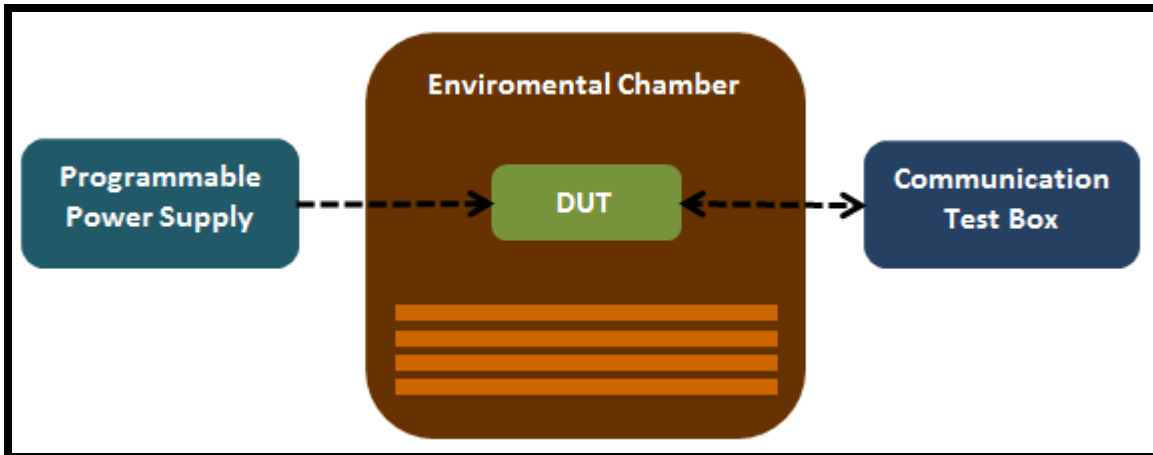 Enviromental Chamber
Programmable
Power Supply
DUT
Communication
Test Box